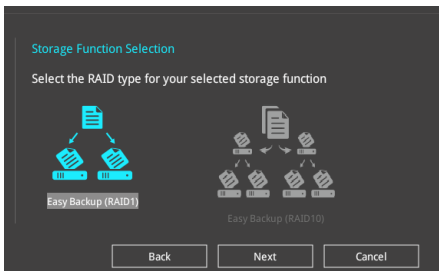 Storage Function Selection
Select the RAID type for your selected storage function
Easy Backup (RAID1)
Easy Backup (RAID10)
Back
Next
Cancel